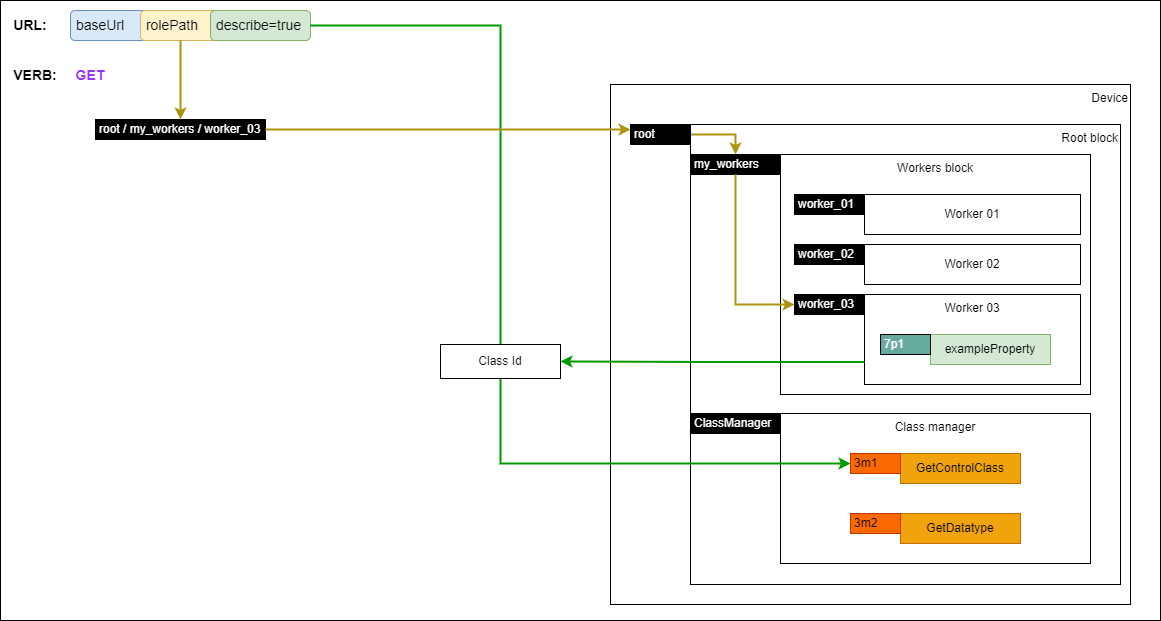 URL:
baseUrl
rolePath
describe=true
VERB:
GET
Device
root / my_workers / worker_03
root
Root block
my_workers
Workers block
worker_01
Worker 01
worker_02
Worker 02
worker_03
Worker 03
7p1
exampleProperty
Class Id
ClassManager
Class manager
3m1
GetControlClass
3m2
GetDatatype